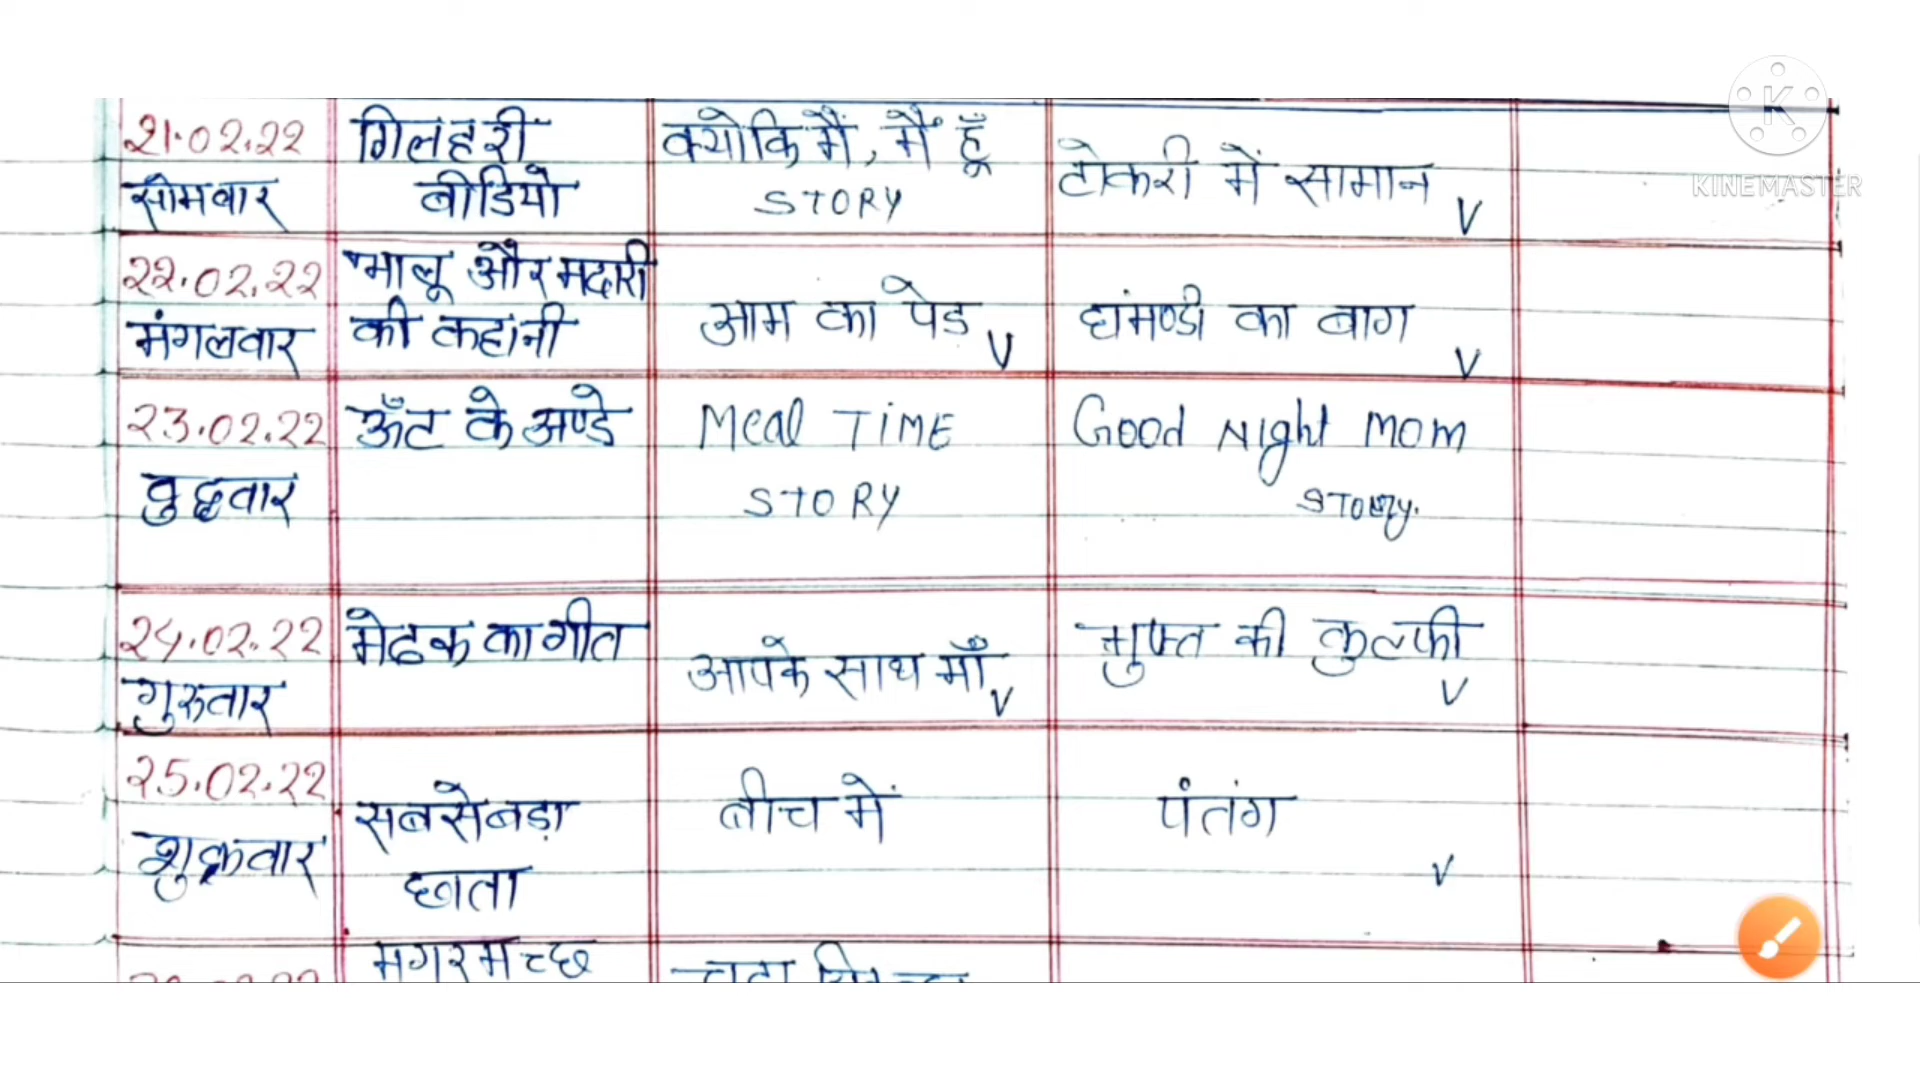 21.02.22 गिलहरी क्योकि मैं, मैं हूँ टोकरी में सामान
सोमवार वीडियो STORY V
KINEMASTER
22.02.22 भालू और मदारी आम का पेड घंमण्डी का बाग
मंगलवार की कहानी V V
23.02.22 ऊँट के अण्डे Meal TiME Good Night Mom
बुद्धवार STORY STORY.
24.02.22 मेढक का गीत आपके साथ माँ मुफ्त की कुल्फी
गुरुवार V V
25.02.22 सबसे बड़ा बीच में पंतंग
शुक्रवार छाता V
मगरमच्छ